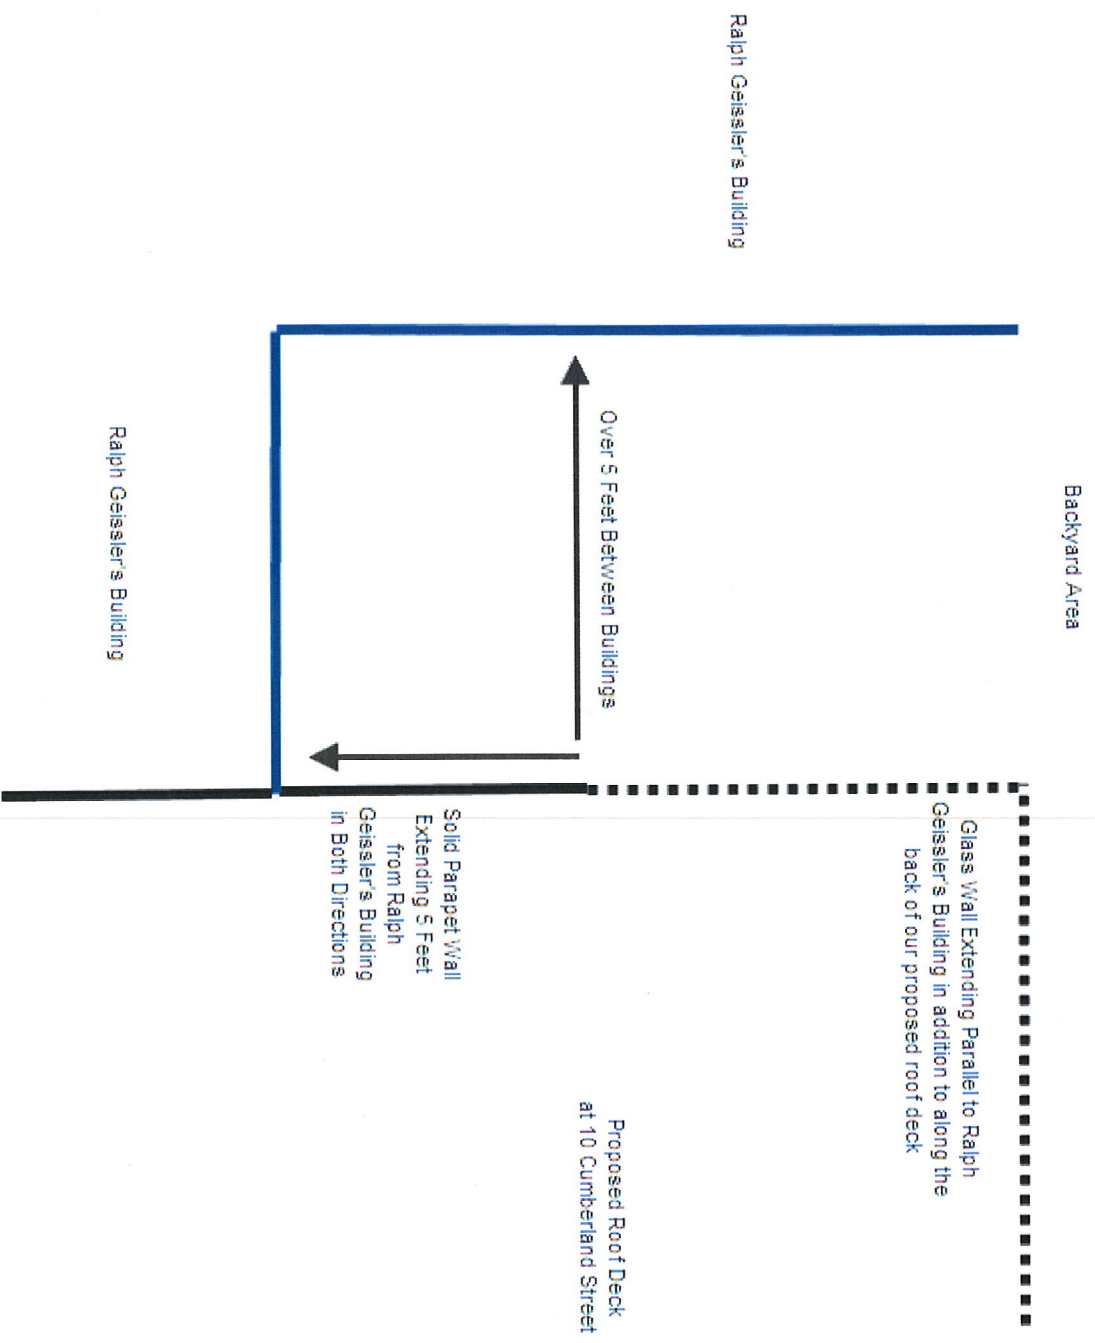 Backyard Area
Ralph Geissler's Building
Over 5 Feet Between Buildings
Ralph Geissler's Building
Glass Wall Extending Parallel to Ralph
Geissler's Building in addition to along the
back of our proposed roof deck
Solid Parapet Wall
Extending 5 Feet
from Ralph
Geissler's Building
in Both Directions
Proposed Roof Deck
at 10 Cumberland Street